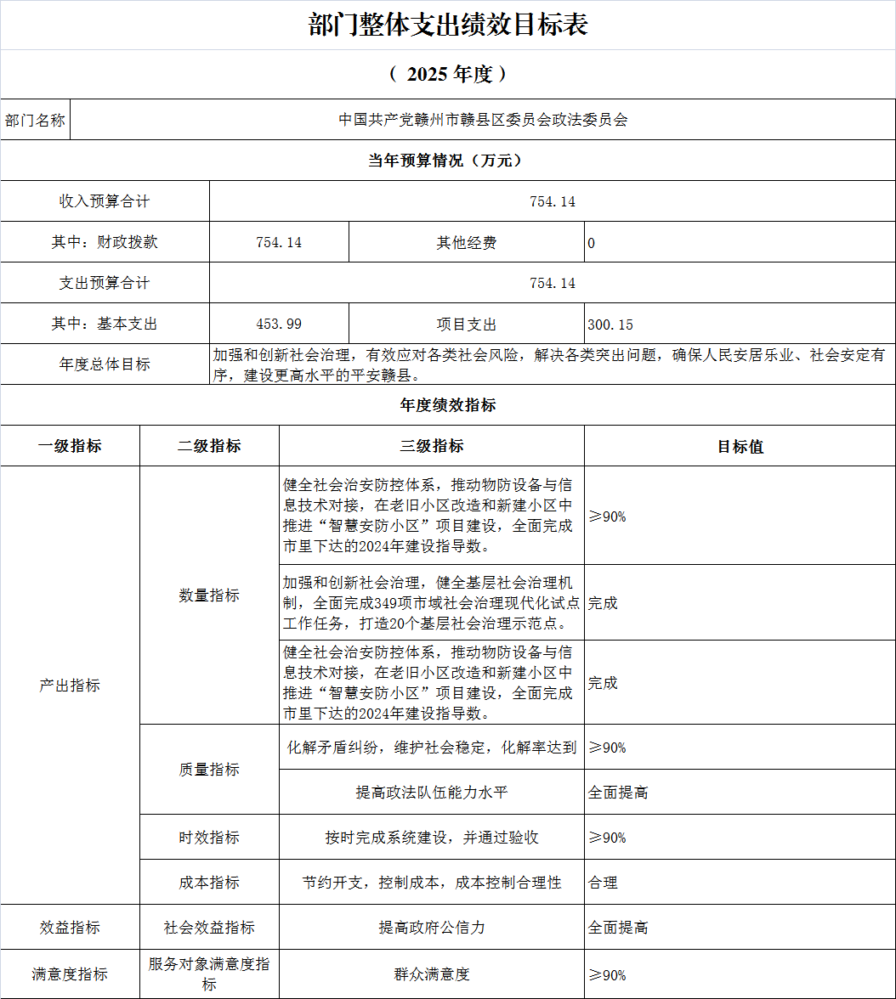 部门整体支出绩效目标表
（ 2025 年度 ）
部门名称
中国共产党赣州市赣县区委员会政法委员会
当年预算情况（万元）
收入预算合计
754.14
其中：财政拨款
754.14
其他经费
0
支出预算合计
754.14
其中：基本支出
453.99
项目支出
300.15
年度总体目标
加强和创新社会治理，有效应对各类社会风险，解决各类突出问题，确保人民安居乐业、社会安定有
序，建设更高水平的平安赣县。
年度绩效指标
一级指标
二级指标
三级指标
目标值
产出指标
数量指标
健全社会治安防控体系，推动物防设备与信
息技术对接，在老旧小区改造和新建小区中
推进“智慧安防小区”项目建设，全面完成
市里下达的2024年建设指导数。
≥90%
加强和创新社会治理，健全基层社会治理机
制，全面完成349项市域社会治理现代化试点
工作任务，打造20个基层社会治理示范点。
完成
健全社会治安防控体系，推动物防设备与信
息技术对接，在老旧小区改造和新建小区中
推进“智慧安防小区”项目建设，全面完成
市里下达的2024年建设指导数。
完成
质量指标
化解矛盾纠纷，维护社会稳定，化解率达到
≥90%
提高政法队伍能力水平
全面提高
时效指标
按时完成系统建设，并通过验收
≥90%
成本指标
节约开支，控制成本，成本控制合理性
合理
效益指标
社会效益指标
提高政府公信力
全面提高
满意度指标
服务对象满意度指
标
群众满意度
≥90%